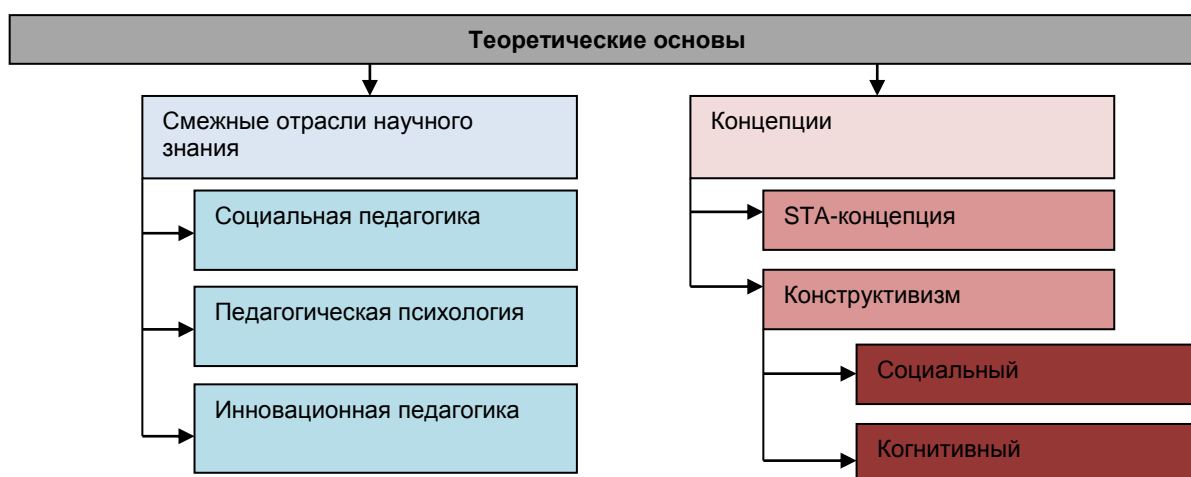 Теоретические основы
Смежные отрасли научного
знания
Социальная педагогика
Педагогическая психология
Инновационная педагогика
Концепции
STA-концепция
Конструктивизм
Социальный
Когнитивный